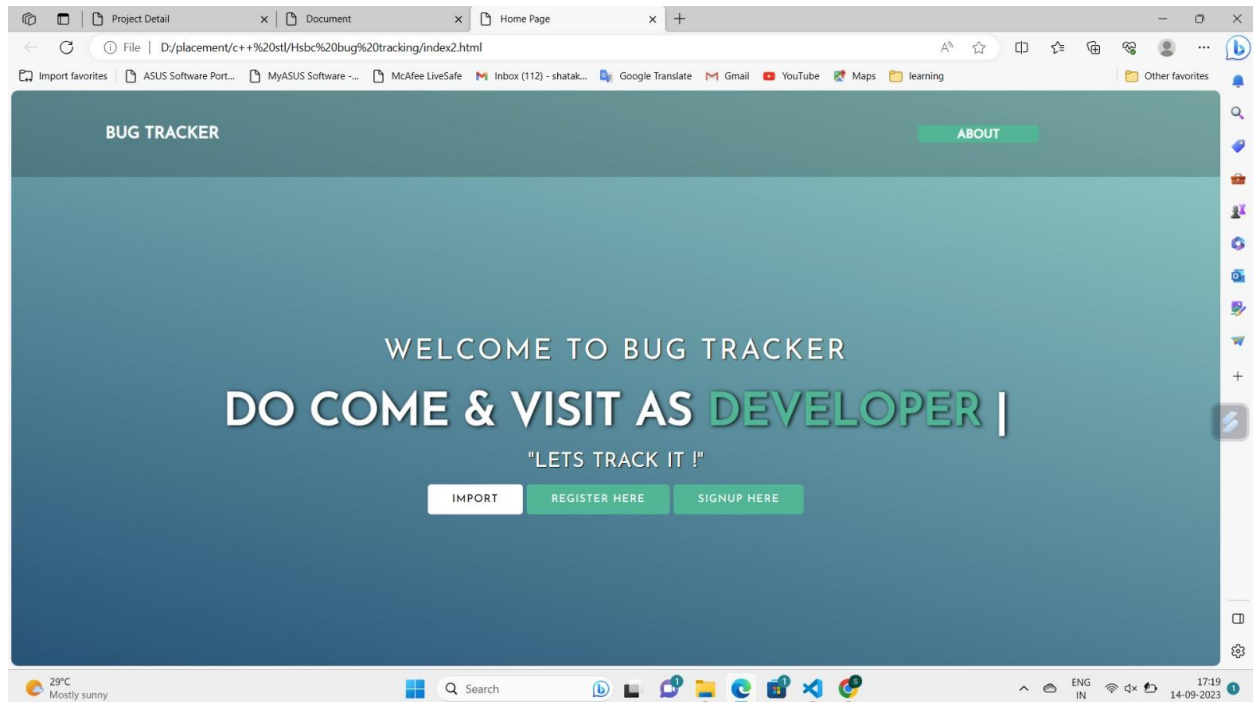 Project Detail
Document
Home Page
File | D:/placement/c++%20stl/Hsbc%20bug%20tracking/index2.html
Import favorites
ASUS Software Port...
MyASUS Software -...
McAfee LiveSafe
Inbox (112) - shatak...
Google Translate
Gmail
YouTube
Maps
learning
Other favorites
BUG TRACKER
ABOUT
WELCOME TO BUG TRACKER
DO COME & VISIT AS DEVELOPER |
"LETS TRACK IT !"
IMPORT
REGISTER HERE
SIGNUP HERE
29°C
Mostly sunny
Search
ENG
IN
17:19
14-09-2023